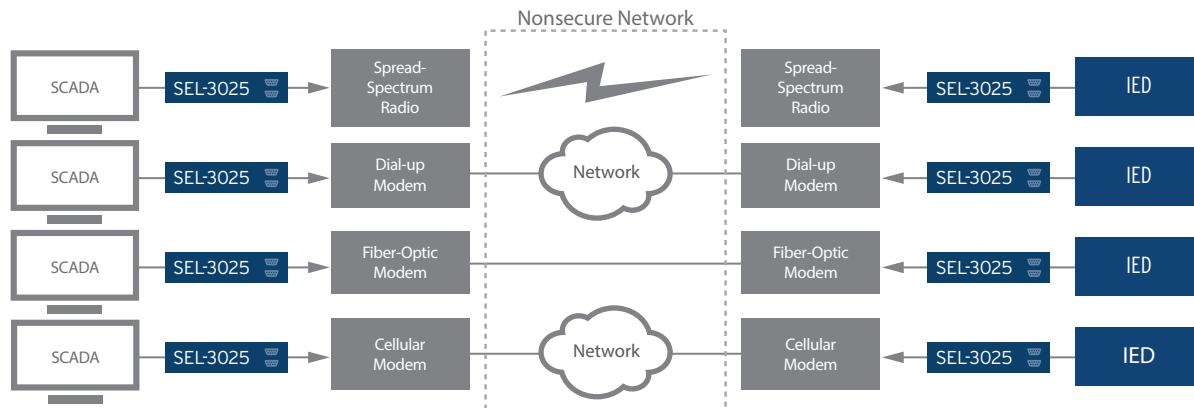 Nonsecure Network
SCADA
SEL-3025
Spread-
Spectrum
Radio
Spread-
Spectrum
Radio
SEL-3025
IED
SCADA
SEL-3025
Dial-up
Modem
Network
Dial-up
Modem
SEL-3025
IED
SCADA
SEL-3025
Fiber-Optic
Modem
Fiber-Optic
Modem
SEL-3025
IED
SCADA
SEL-3025
Cellular
Modem
Network
Cellular
Modem
SEL-3025
IED